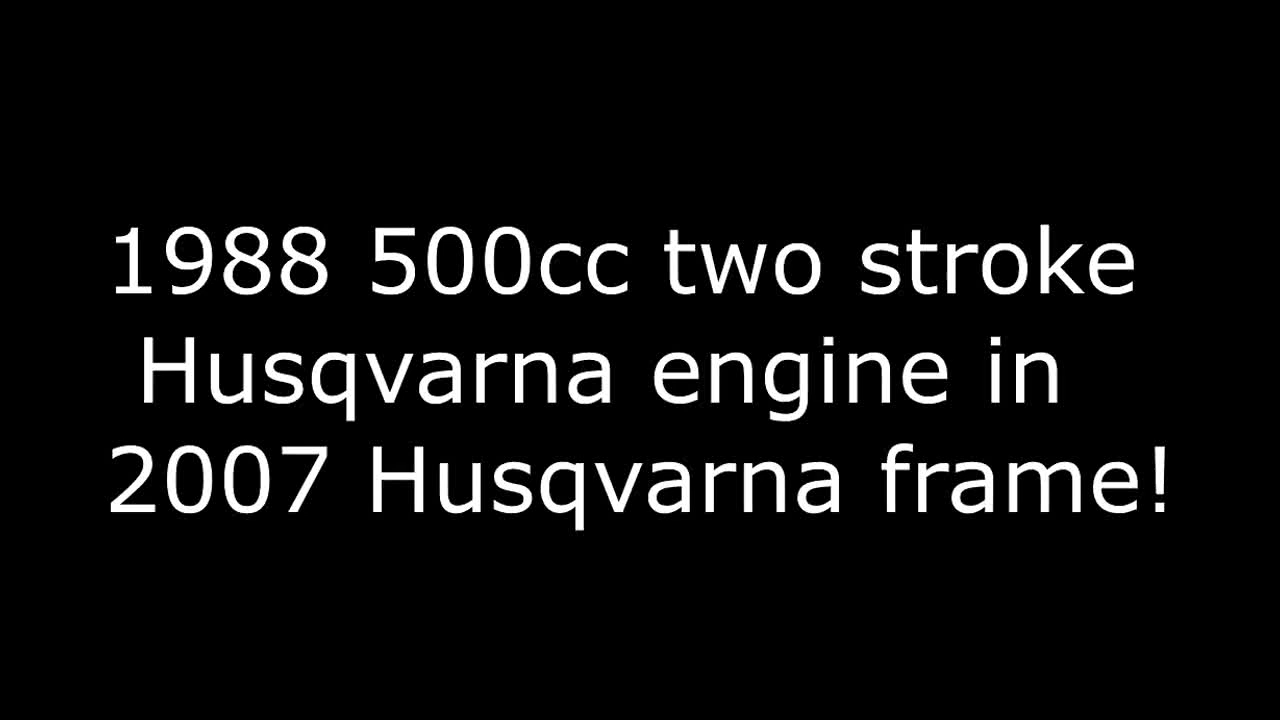 1988 500cc two stroke
Husqvarna engine in
2007 Husqvarna frame!